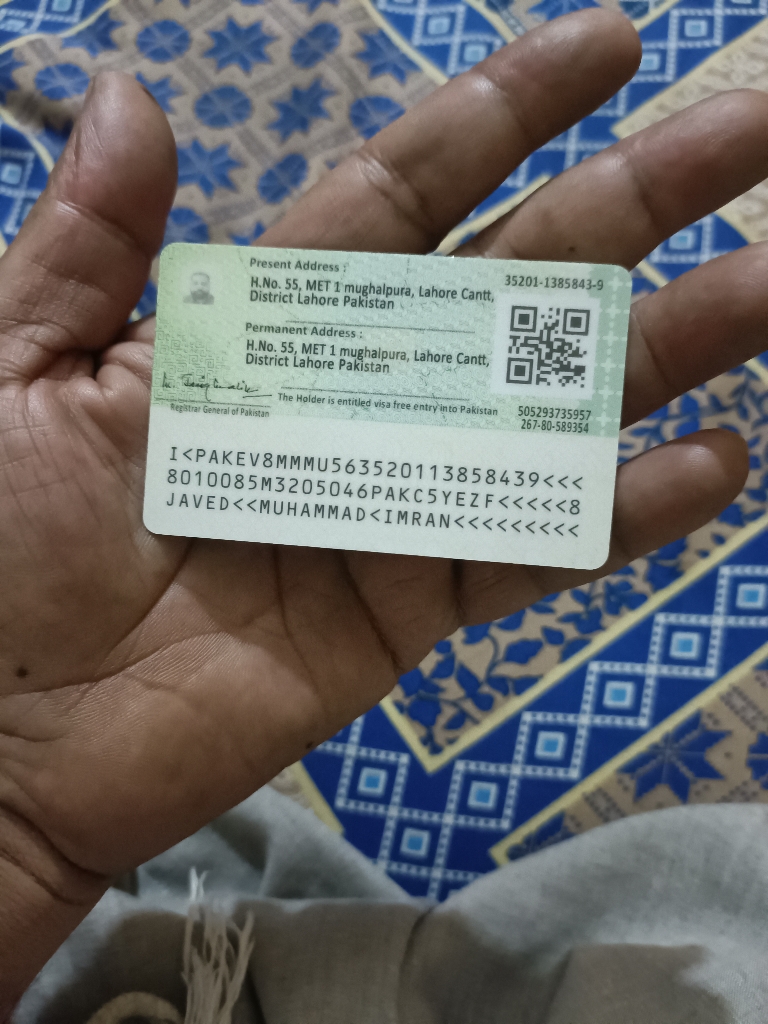 Present Address :
H.No. 55, MET 1 mughalpura, Lahore Cantt,
District Lahore Pakistan
35201-1385843-9
Permanent Address :
H.No. 55, MET 1 mughalpura, Lahore Cantt,
District Lahore Pakistan
Registrar General of Pakistan
The Holder is entitled visa free entry into Pakistan
505293735957
267-80-589354
I<PAKEV8MMMU563520113858439<<<
8010085M3205046PAKC5YEZF<<<<<8
JAVED<<MUHAMMAD<IMRAN<<<<<<<<<